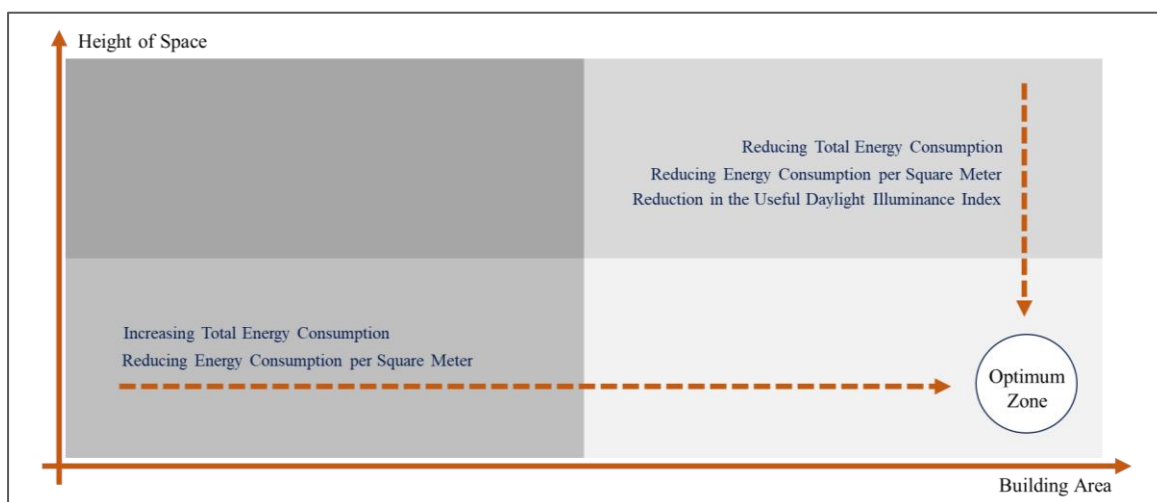 Height of Space
Reducing Total Energy Consumption
Reducing Energy Consumption per Square Meter
Reduction in the Useful Daylight Illuminance Index
Increasing Total Energy Consumption
Reducing Energy Consumption per Square Meter
Optimum
Zone
Building Area